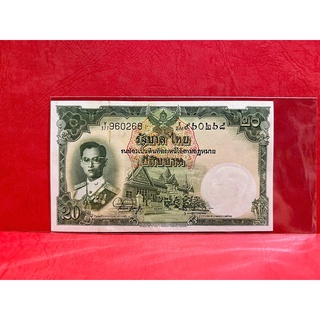 960268 ๙๖๐๒๖๘
๒๐
รัฐบาลไทย
ธนบัตร์เป็นเงินที่ชำระหนี้ได้ตามกฎหมาย
ยี่สิบบาท
20